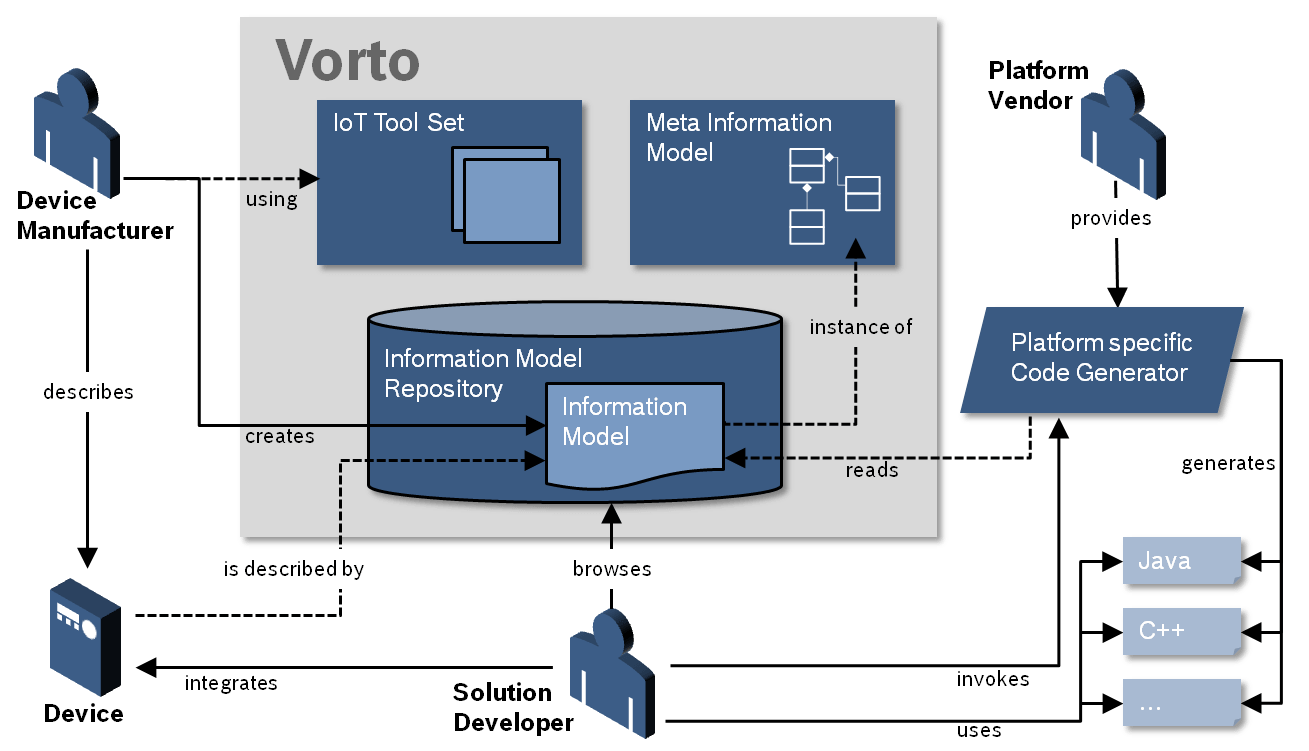 Vorto
Platform
Vendor
IoT Tool Set
Meta Information
Model
using
Device
Manufacturer
provides
instance of
Information Model
Repository
Platform specific
Code Generator
describes
Information
Model
creates
reads
generates
is described by
browses
Java
C++
...
integrates
invokes
Solution
Developer
Device
uses